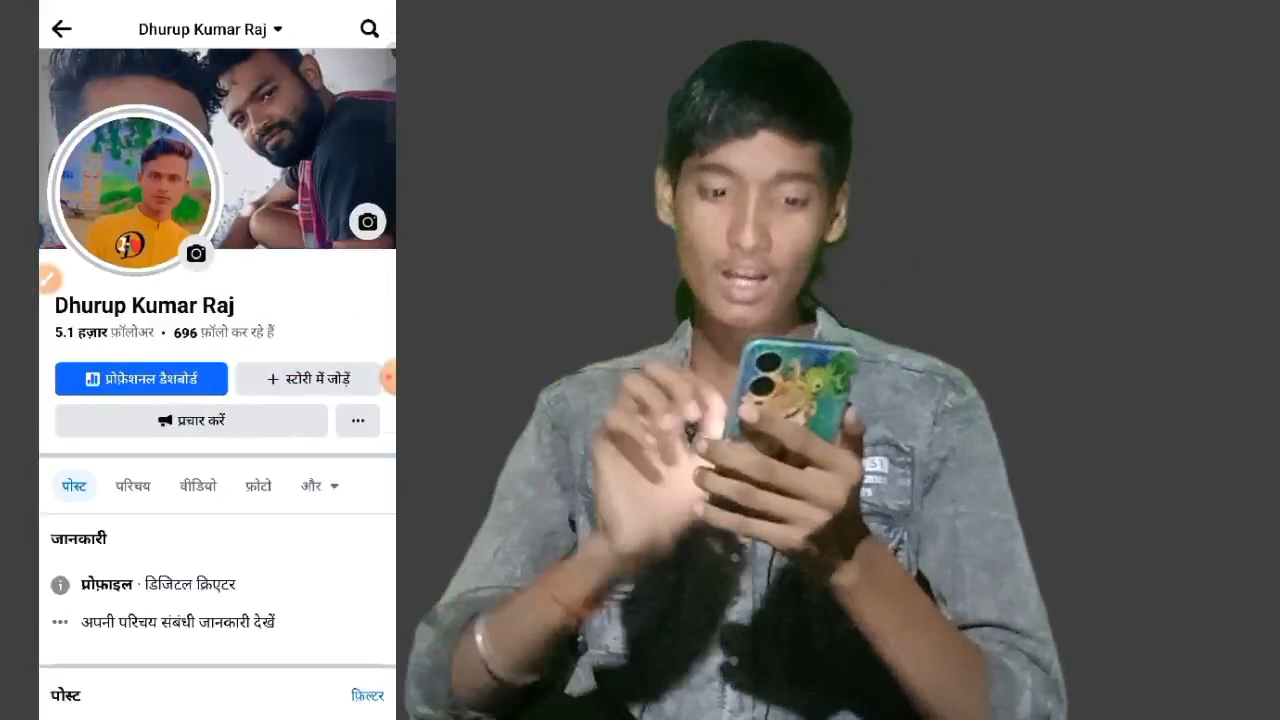 Dhurup Kumar Raj
Dhurup Kumar Raj
5.1 हज़ार फ़ॉलोअर • 696 फ़ॉलो कर रहे हैं
प्रोफ़ेशनल डैशबोर्ड
+ स्टोरी में जोड़ें
प्रचार करें
पोस्ट परिचय वीडियो फ़ोटो और
जानकारी
प्रोफ़ाइल · डिजिटल क्रिएटर
अपनी परिचय संबंधी जानकारी देखें
पोस्ट फ़िल्टर